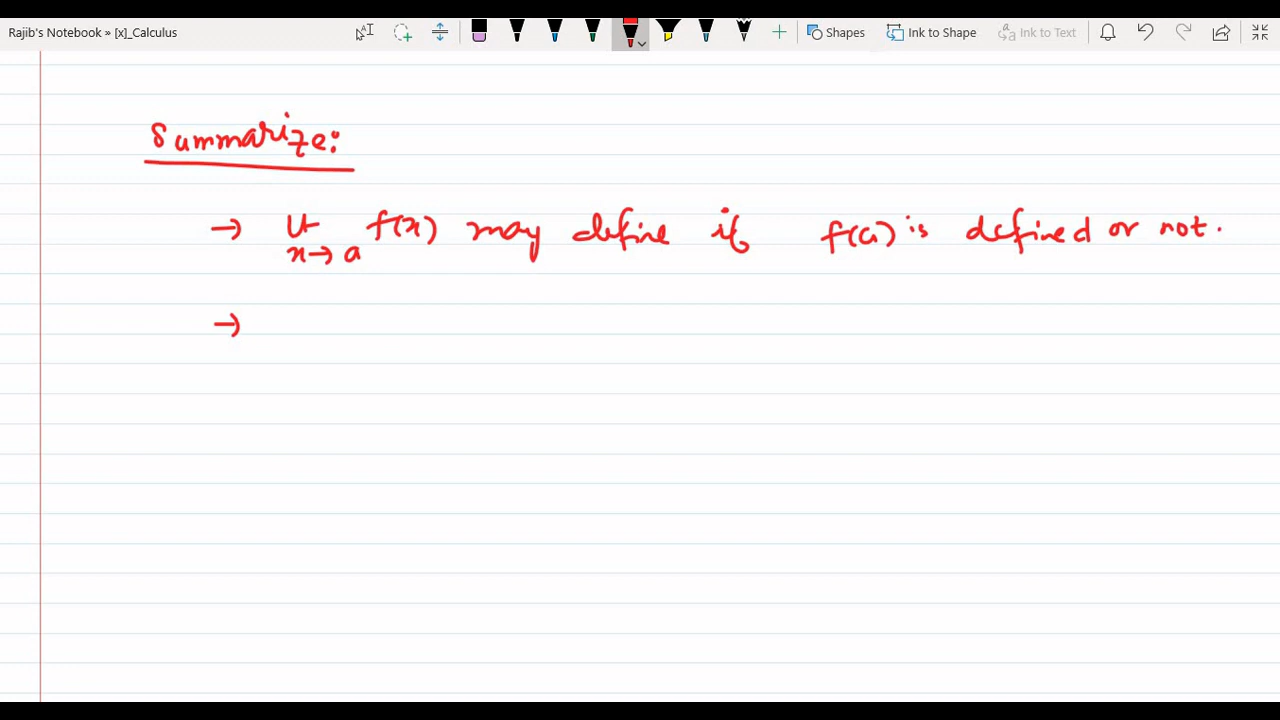 Rajib's Notebook » [x]_Calculus Shapes Ink to Shape Ink to Text
Summarize:
→ lt f(x) may define if f(a) is defined or not.
x→a
→